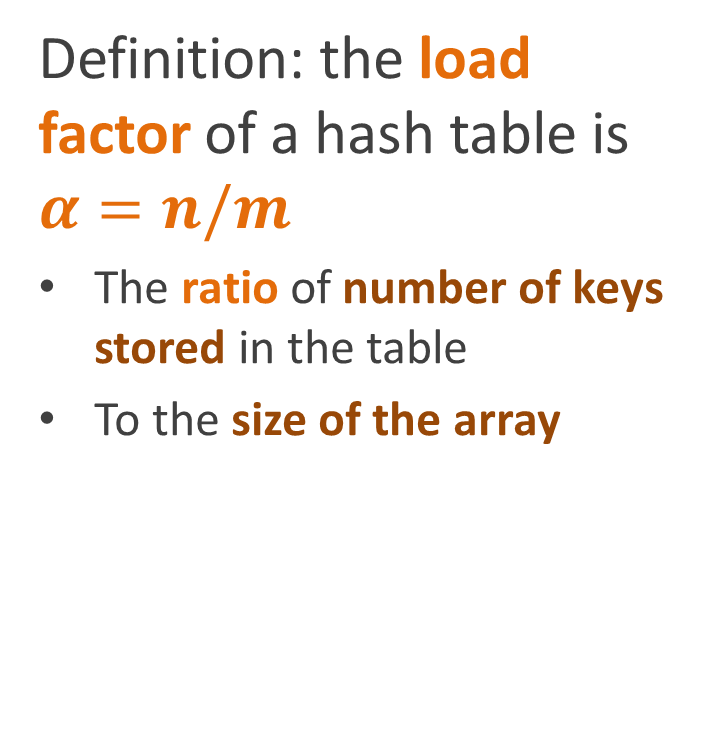 Definition: the load
factor of a hash table is
𝜶 = 𝒏/𝒎
• The ratio of number of keys
stored in the table
• To the size of the array